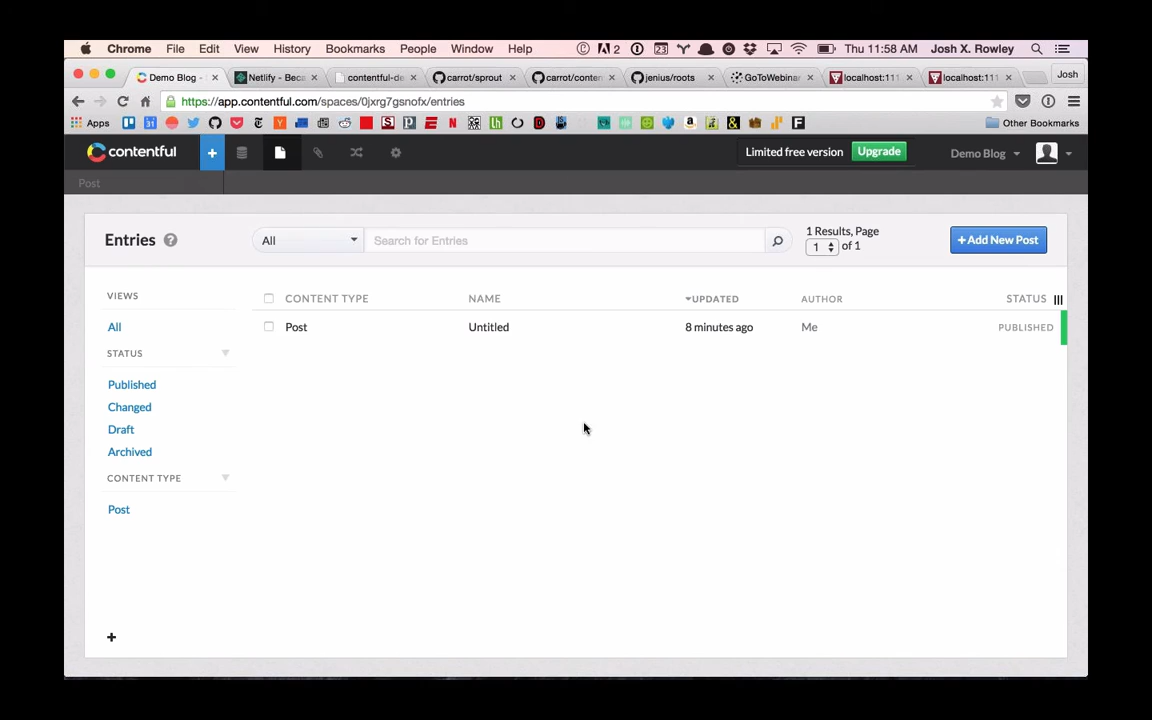 Chrome File Edit View History Bookmarks People Window Help 2 Thu 11:58 AM Josh X. Rowley
Demo Blog - Netlify - Beca contentful-de carrot/sprout carrot/conten jenius/roots GoToWebinar localhost:111 localhost:111 Josh
https://app.contentful.com/spaces/0jxrg7gsnofx/entries
Apps Other Bookmarks
contentful + Limited free version Upgrade Demo Blog
Post
Entries ? All Search for Entries 1 Results, Page 1 of 1 + Add New Post
VIEWS CONTENT TYPE NAME UPDATED AUTHOR STATUS
All Post Untitled 8 minutes ago Me PUBLISHED
STATUS
Published
Changed
Draft
Archived
CONTENT TYPE
Post
+